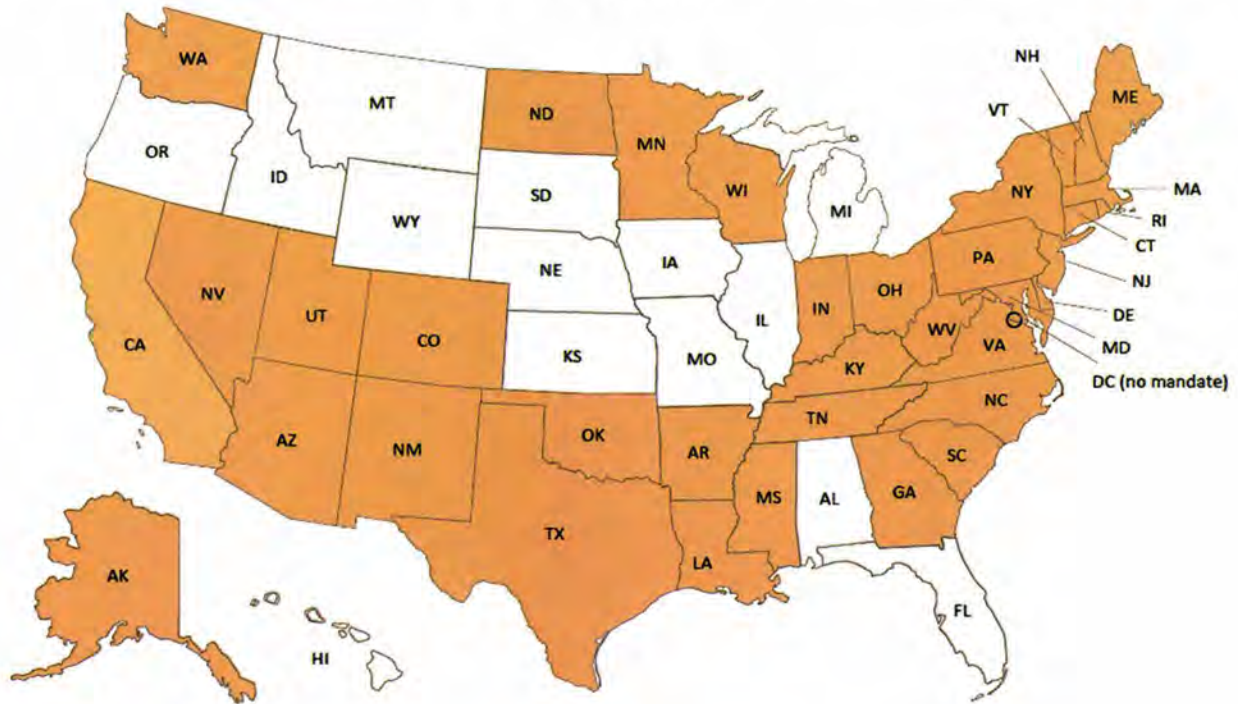 WA
MT
ND
MN
OR
ID
WY
SD
WI
MI
NH
VT
ME
NY
MA
RI
CT
NE
IA
PA
NJ
NV
UT
CO
KS
MO
IL
IN
OH
WV
VA
DE
MD
DC (no mandate)
CA
KY
NC
TN
AZ
NM
OK
AR
SC
MS
AL
GA
TX
LA
AK
HI
FL